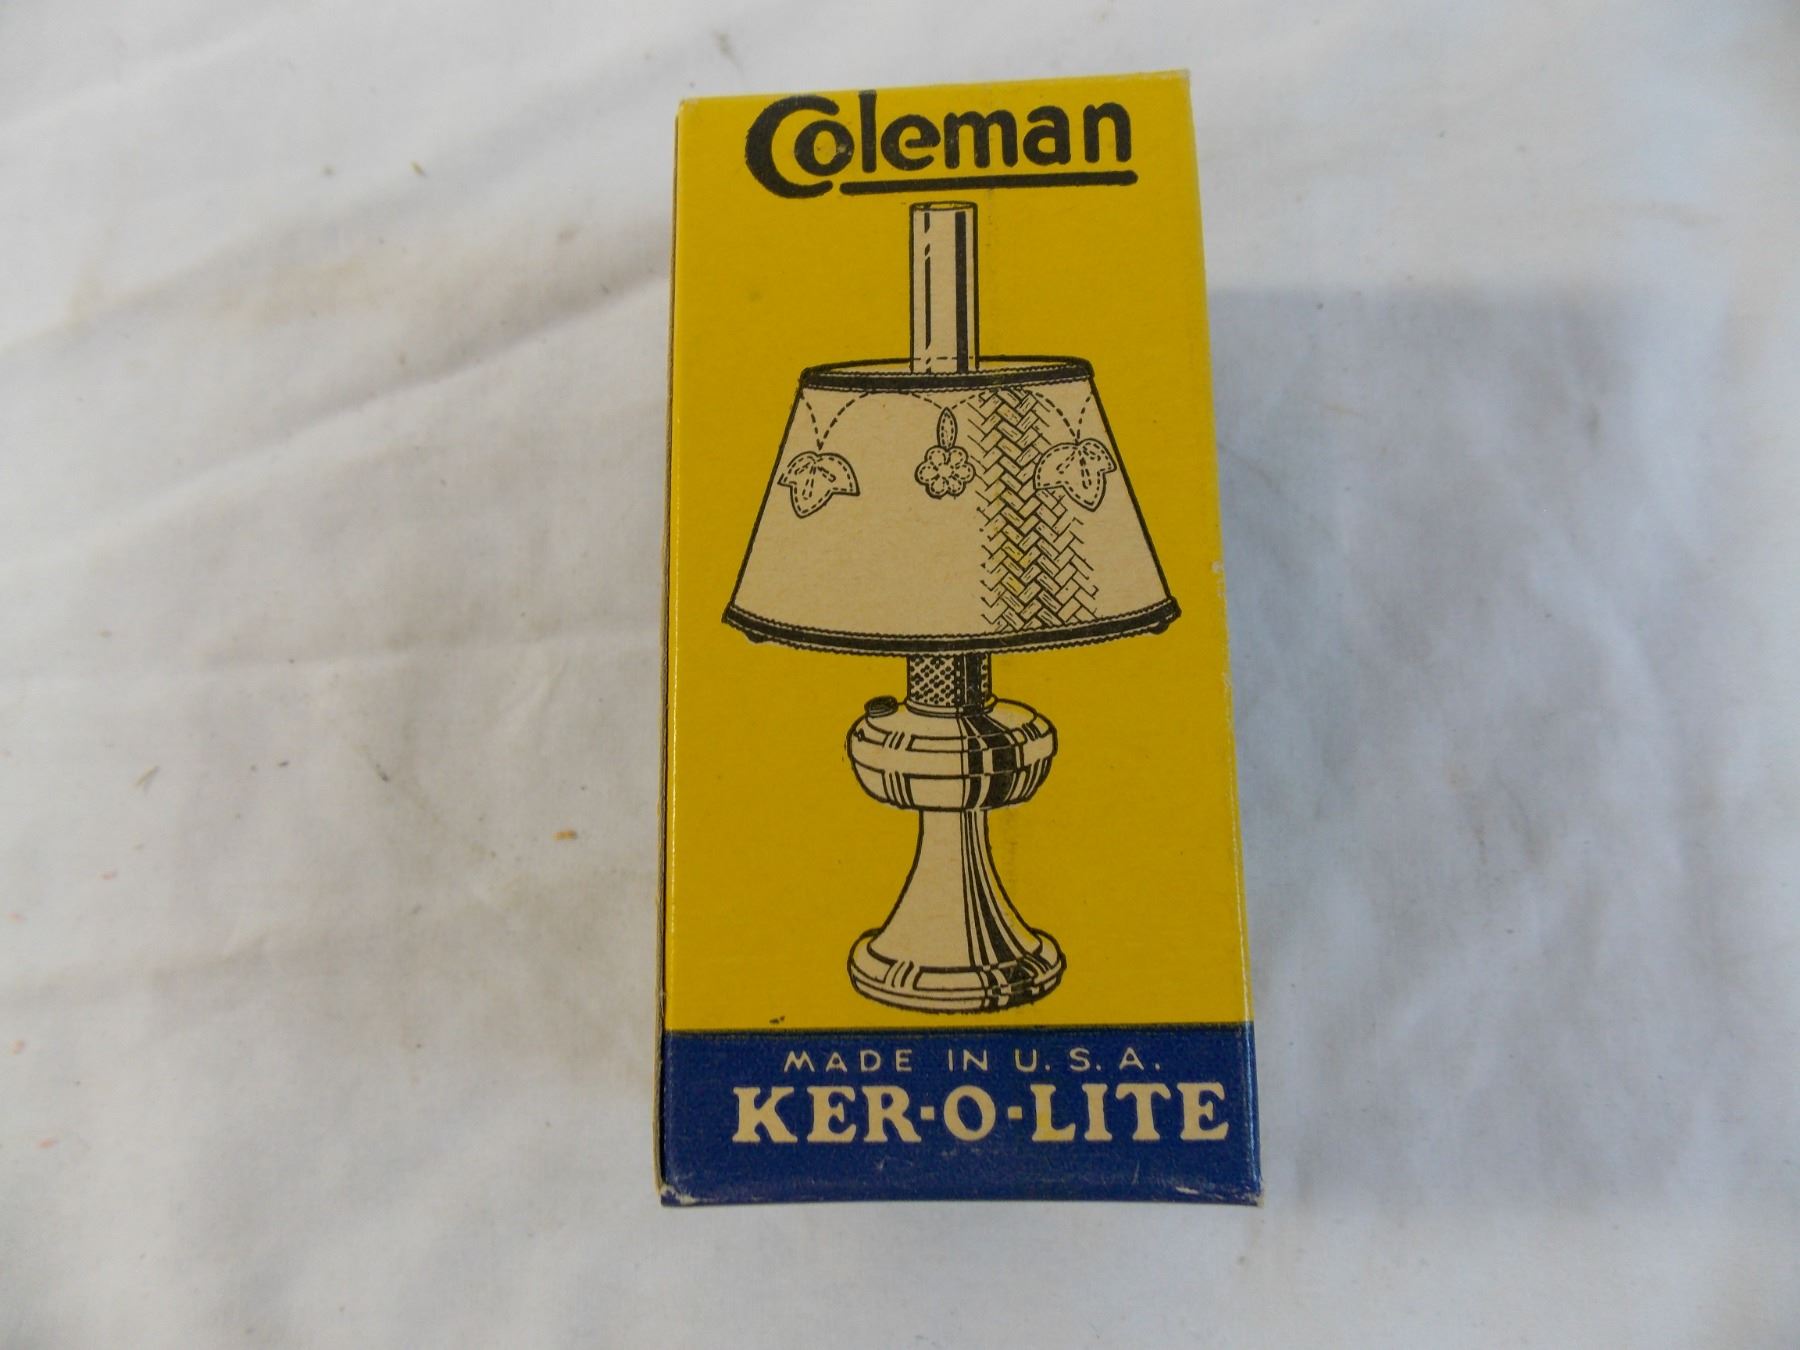 Coleman
MADE IN U.S.A.
KER-O-LITE